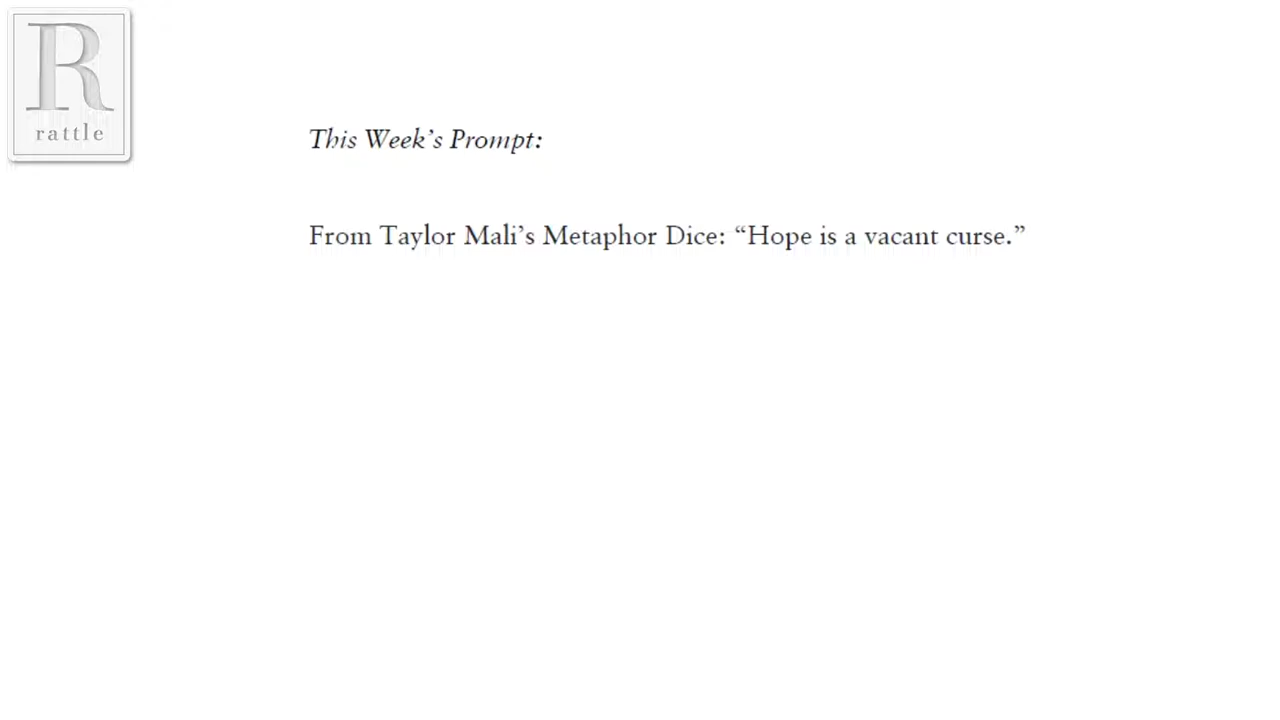 R
rattle
This Week’s Prompt:
From Taylor Mali’s Metaphor Dice: “Hope is a vacant curse.”